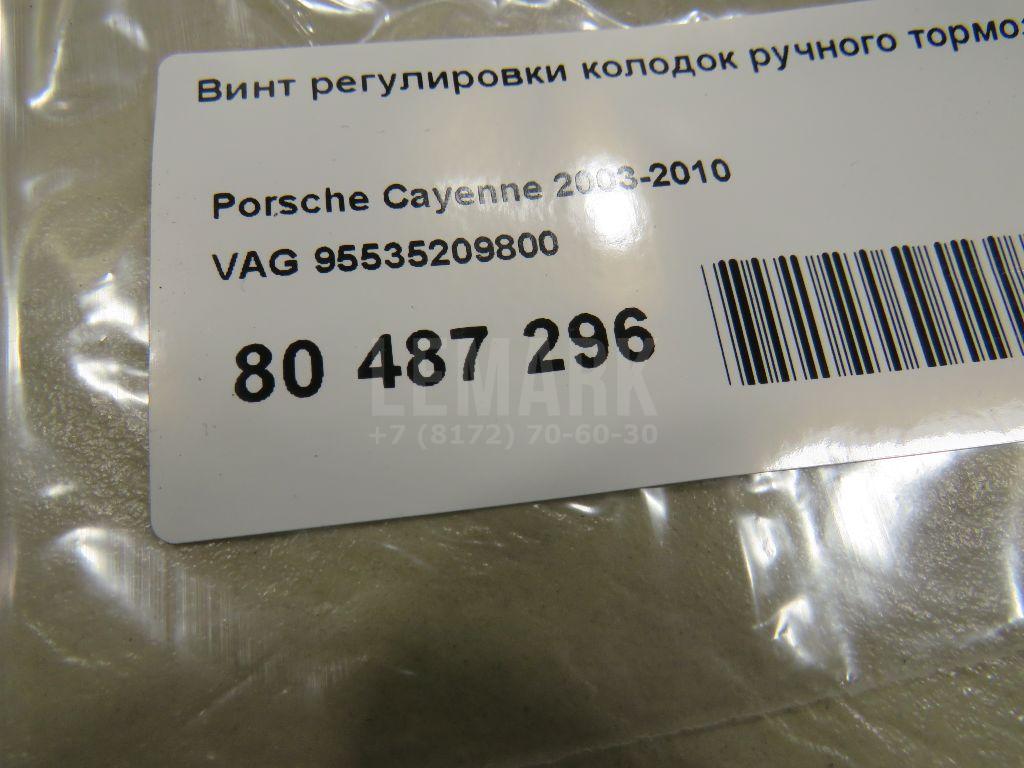 Винт регулировки колодок ручного тормоз
Porsche Cayenne 2003-2010
VAG 95535209800
80 487 296
LEMARK
+7 (8172) 70-60-30